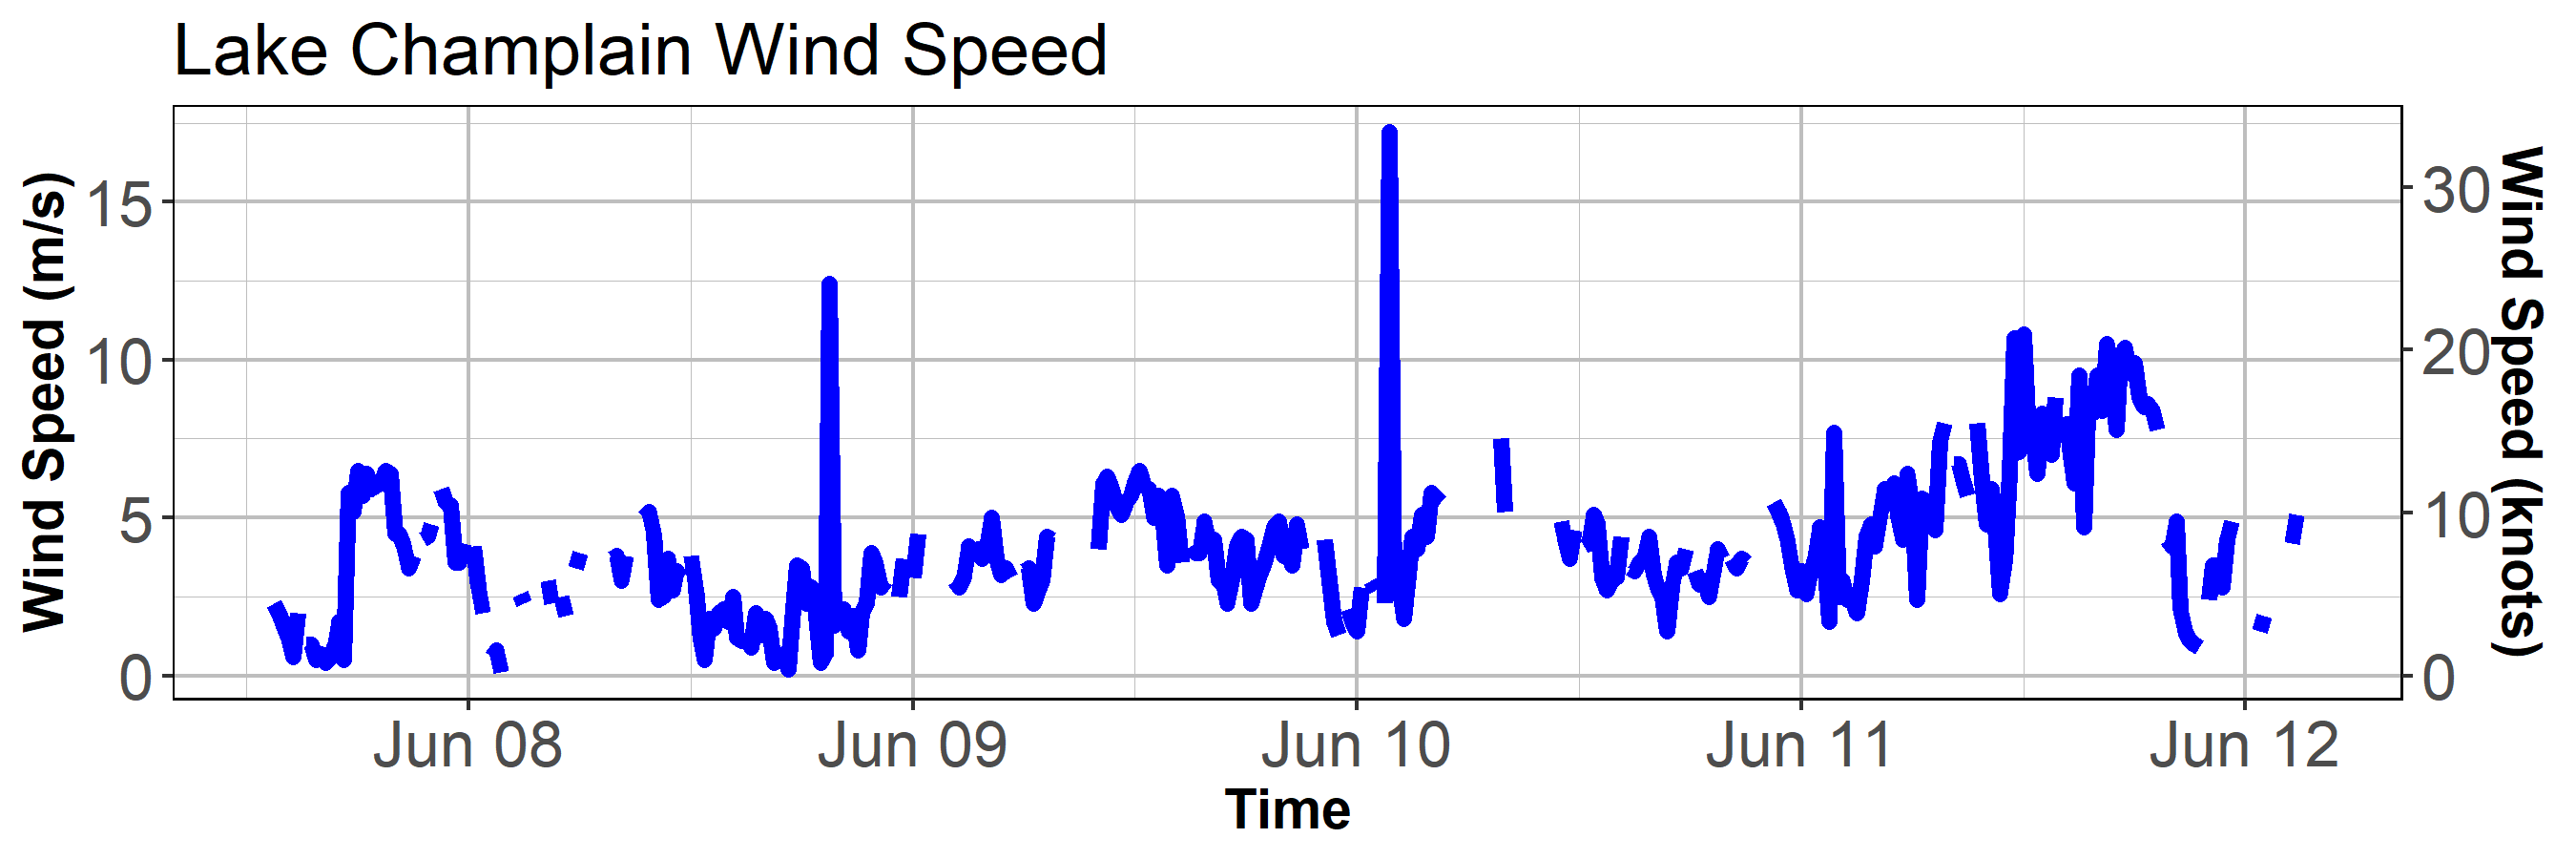 Lake Champlain Wind Speed
Wind Speed (m/s)
15
10
5
0
30
20
10
0
Wind Speed (knots)
Jun 08
Jun 09
Jun 10
Jun 11
Jun 12
Time